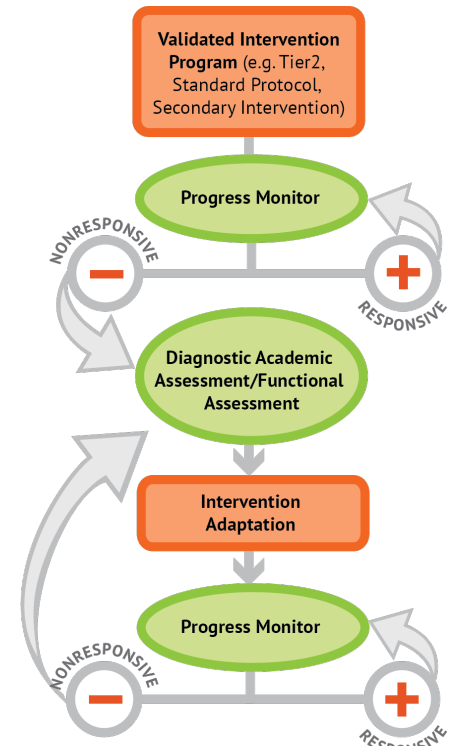 Validated Intervention
Program (e.g. Tier2,
Standard Protocol,
Secondary Intervention)
Progress Monitor
NONRESPONSIVE
RESPONSIVE
Diagnostic Academic
Assessment/Functional
Assessment
Intervention
Adaptation
Progress Monitor
NONRESPONSIVE
RESPONSIVE